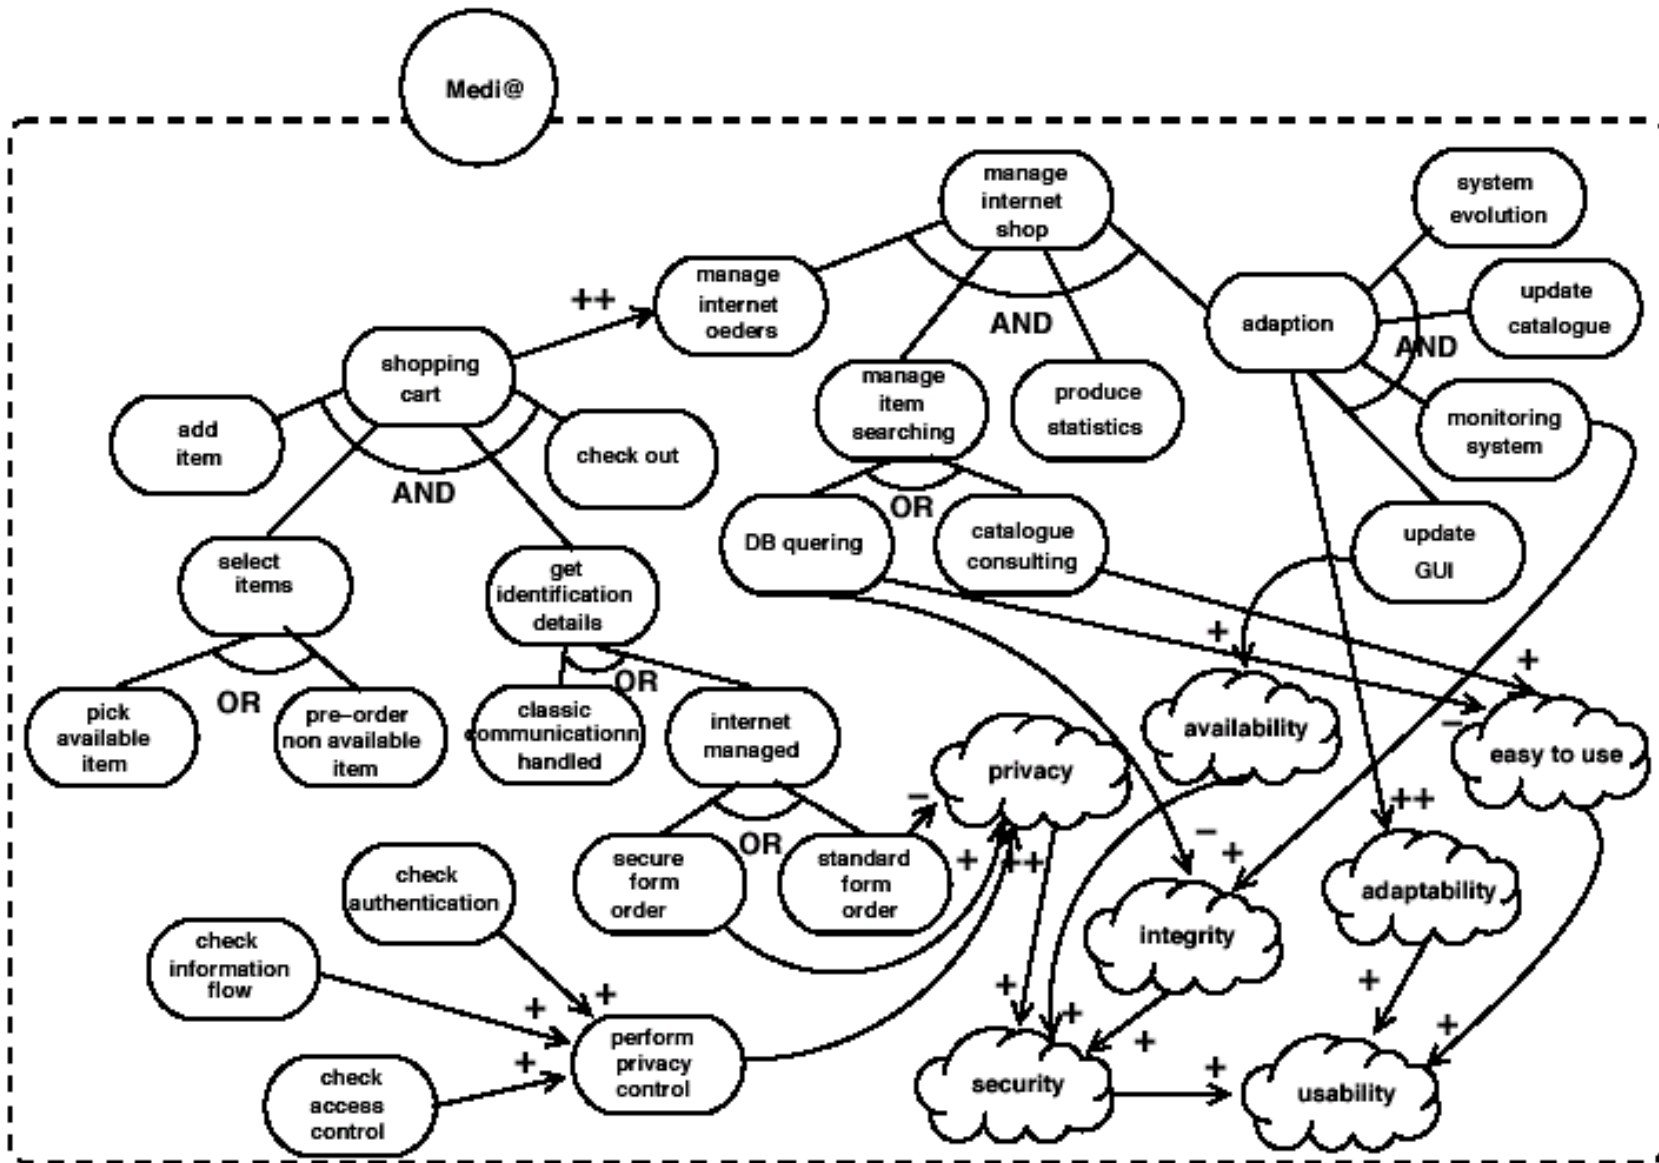 Medi@
manage
internet
shop
system
evolution
manage
internet
oeders
++
AND
adaption
update
catalogue
AND
shopping
cart
manage
item
searching
produce
statistics
monitoring
system
add
item
check out
AND
OR
DB quering
catalogue
consulting
update
GUI
select
items
get
identification
details
+
+
OR
OR
pick
available
item
pre-order
non available
item
classic
communicationn
handled
internet
managed
privacy
availability
−
easy to use
−
++
OR
secure
form
order
standard
form
order
+
++
−
+
check
authentication
adaptability
integrity
check
information
flow
+
+
+
+
+
+
+
perform
privacy
control
+
+
+
check
access
control
security
usability